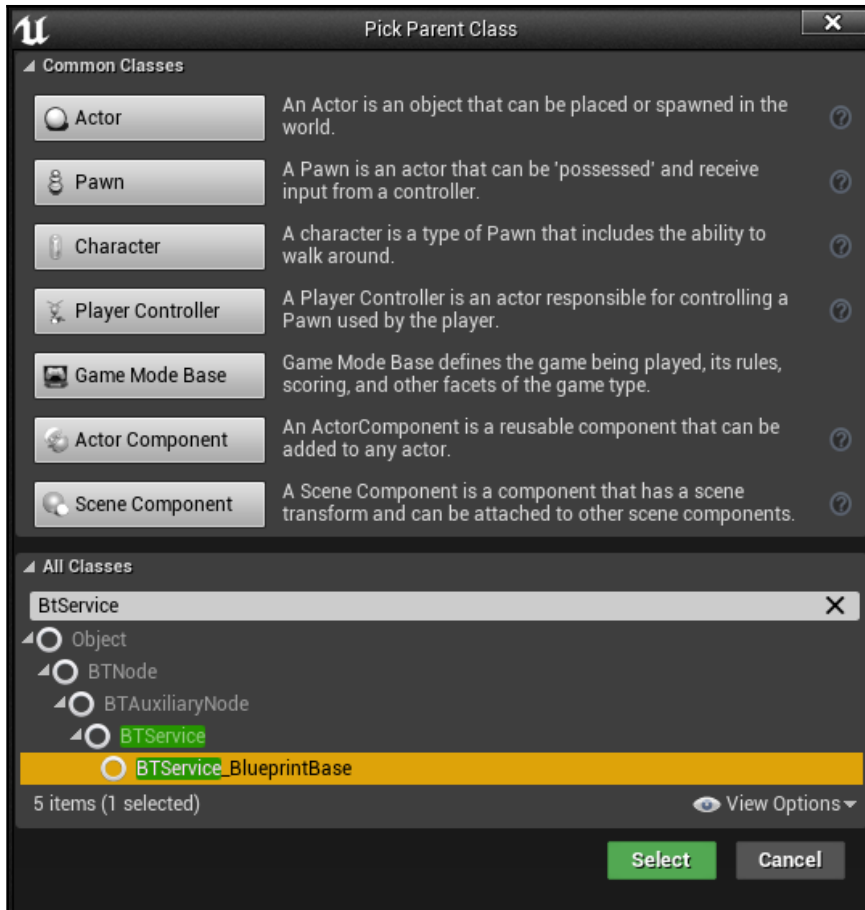 Pick Parent Class
Common Classes
Actor
An Actor is an object that can be placed or spawned in the
world.
Pawn
A Pawn is an actor that can be 'possessed' and receive
input from a controller.
Character
A character is a type of Pawn that includes the ability to
walk around.
Player Controller
A Player Controller is an actor responsible for controlling a
Pawn used by the player.
Game Mode Base
Game Mode Base defines the game being played, its rules,
scoring, and other facets of the game type.
Actor Component
An ActorComponent is a reusable component that can be
added to any actor.
Scene Component
A Scene Component is a component that has a scene
transform and can be attached to other scene components.
All Classes
BtService
Object
BTNode
BTAuxiliaryNode
BTService
BTService_BlueprintBase
5 items (1 selected)
View Options
Select
Cancel